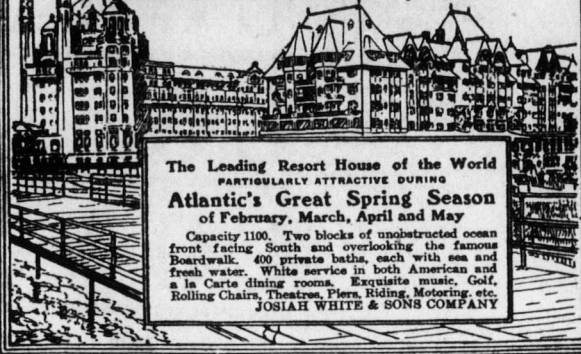 The Leading Resort House of the World
PARTICULARLY ATTRACTIVE DURING
Atlantic's Great Spring Season
of February, March, April and May
Capacity 1100. Two blocks of unobstructed ocean
front facing South and overlooking the famous
Boardwalk. 400 private baths, each with sea and
fresh water. White service in both American and
a la Carte dining rooms. Exquisite music, Golf,
Rolling Chairs, Theatres, Piers, Riding, Motoring, etc.
JOSIAH WHITE & SONS COMPANY